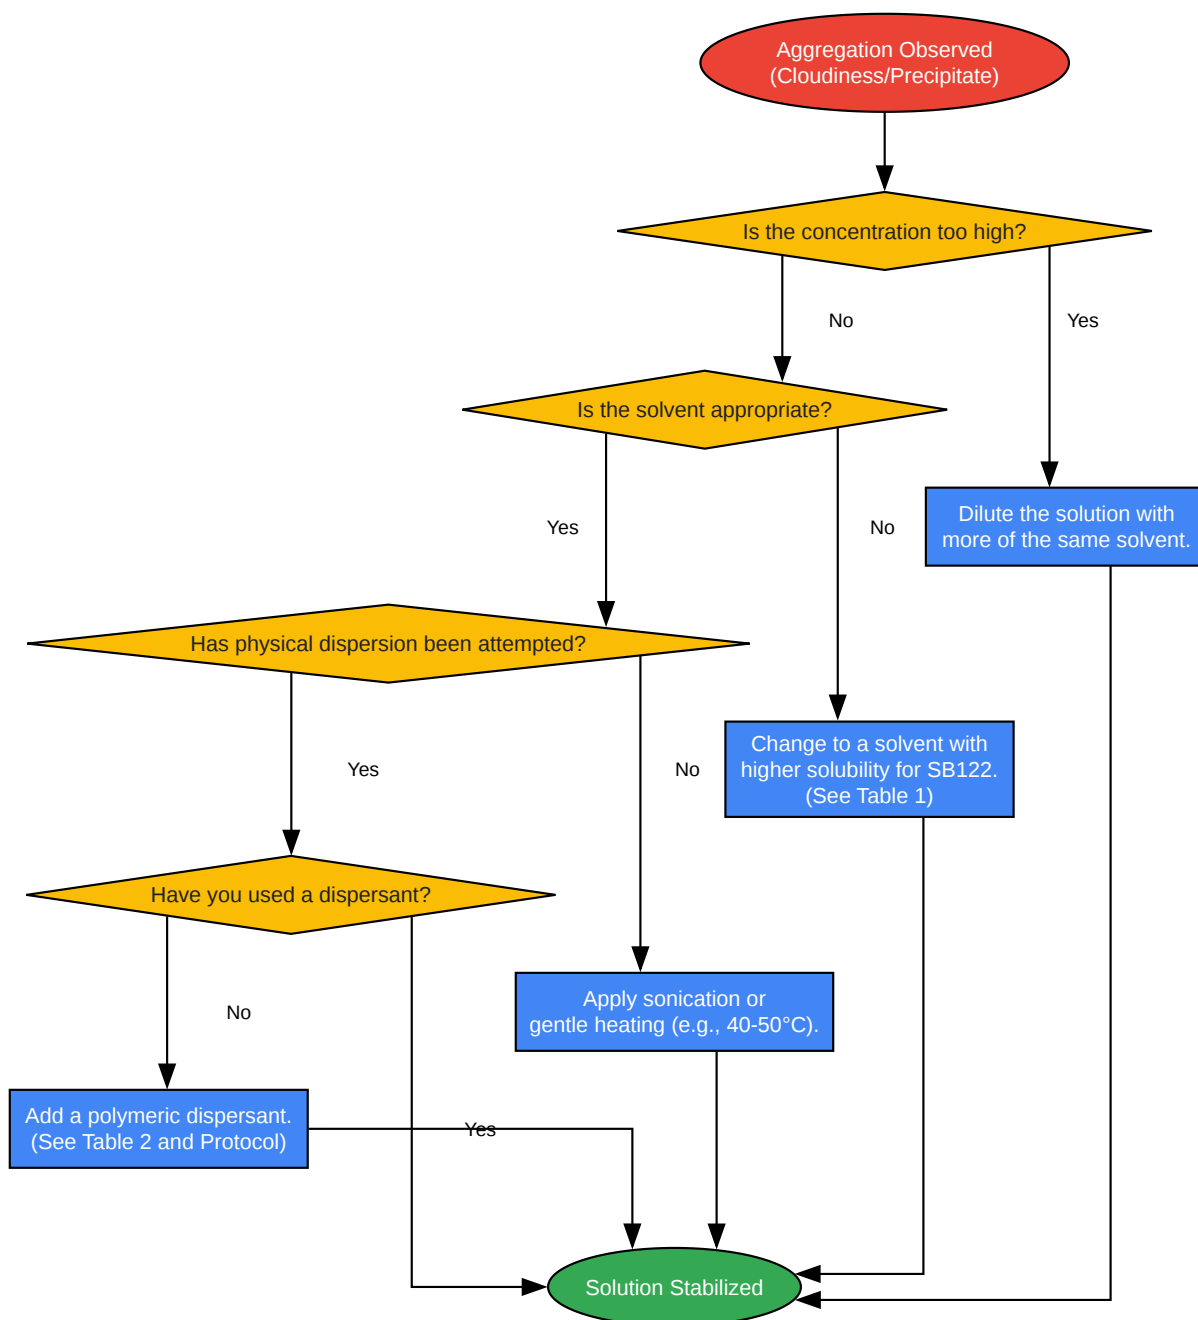 Aggregation Observed
(Cloudiness/Precipitate)
Is the concentration too high?
No
Yes
Is the solvent appropriate?
Dilute the solution with
more of the same solvent.
Yes
No
Has physical dispersion been attempted?
Change to a solvent with
higher solubility for SB122.
(See Table 1)
Yes
No
Have you used a dispersant?
Apply sonication or
gentle heating (e.g., 40-50°C).
No
Add a polymeric dispersant.
(See Table 2 and Protocol)
Yes
Solution Stabilized